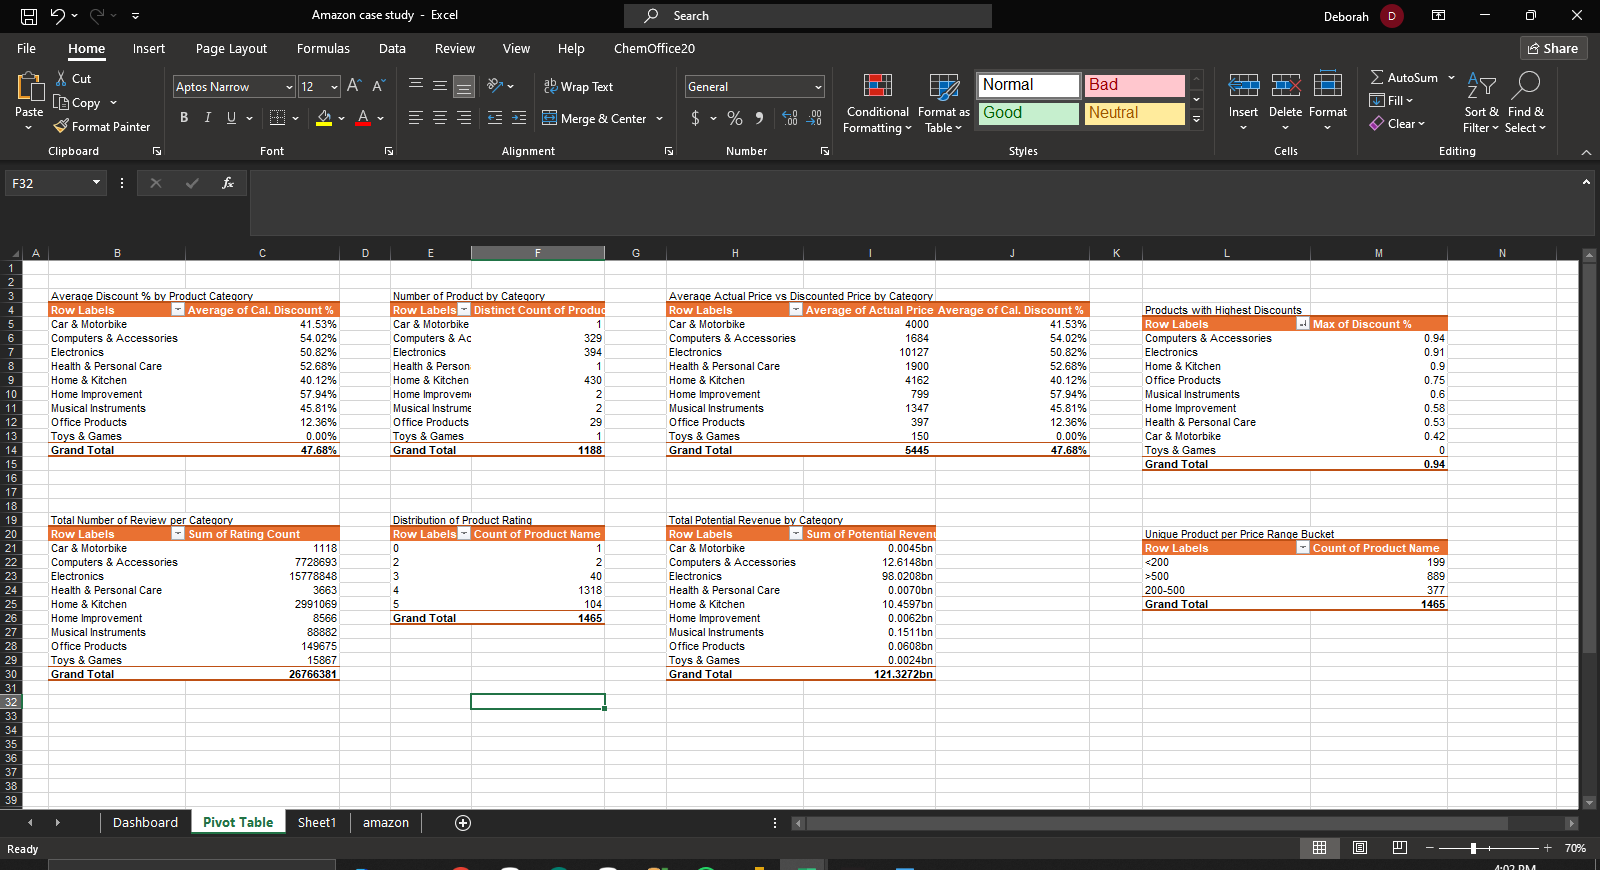 Amazon case study - Excel
Search
Deborah
D
File Home Insert Page Layout Formulas Data Review View Help ChemOffice20
Share
Paste
Cut
Copy
Format Painter
Clipboard
Aptos Narrow 12
B I U
Font
Wrap Text
Merge & Center
Alignment
General
$ % 9
Number
Conditional Formatting
Format as Table
Normal Bad
Good Neutral
Styles
Insert Delete Format
Cells
AutoSum
Fill
Clear
Sort & Filter
Find & Select
Editing
F32
fx
A B C D E F G H I J K L M N
1
2
3 Average Discount % by Product Category Number of Product by Category Average Actual Price vs Discounted Price by Category
4 Row Labels Average of Cal. Discount % Row Labels Distinct Count of Produc Row Labels Average of Actual Price Average of Cal. Discount % Products with Highest Discounts
5 Car & Motorbike 41.53% Car & Motorbike 1 Car & Motorbike 4000 41.53% Row Labels Max of Discount %
6 Computers & Accessories 54.02% Computers & Ac 329 Computers & Accessories 1684 54.02% Computers & Accessories 0.94
7 Electronics 50.82% Electronics 394 Electronics 10127 50.82% Electronics 0.91
8 Health & Personal Care 52.68% Health & Person 1 Health & Personal Care 1900 52.68% Home & Kitchen 0.9
9 Home & Kitchen 40.12% Home & Kitchen 430 Home & Kitchen 4162 40.12% Office Products 0.75
10 Home Improvement 57.94% Home Improveme 2 Home Improvement 799 57.94% Musical Instruments 0.6
11 Musical Instruments 45.81% Musical Instrume 2 Musical Instruments 1347 45.81% Home Improvement 0.58
12 Office Products 12.36% Office Products 29 Office Products 397 12.36% Health & Personal Care 0.53
13 Toys & Games 0.00% Toys & Games 1 Toys & Games 150 0.00% Car & Motorbike 0.42
14 Grand Total 47.68% Grand Total 1188 Grand Total 5445 47.68% Toys & Games 0
15 Grand Total 0.94
16
17
18
19 Total Number of Review per Category Distribution of Product Rating Total Potential Revenue by Category
20 Row Labels Sum of Rating Count Row Labels Count of Product Name Row Labels Sum of Potential Revenu Unique Product per Price Range Bucket
21 Car & Motorbike 1118 0 1 Car & Motorbike 0.0045bn Row Labels Count of Product Name
22 Computers & Accessories 7728693 2 2 Computers & Accessories 12.6148bn <200 199
23 Electronics 15778848 3 40 Electronics 98.0208bn >500 889
24 Health & Personal Care 3663 4 1318 Health & Personal Care 0.0070bn 200-500 377
25 Home & Kitchen 2991069 5 104 Home & Kitchen 10.4597bn Grand Total 1465
26 Home Improvement 8566 Grand Total 1465 Home Improvement 0.0062bn
27 Musical Instruments 88882 Musical Instruments 0.1511bn
28 Office Products 149675 Office Products 0.0608bn
29 Toys & Games 15867 Toys & Games 0.0024bn
30 Grand Total 26766381 Grand Total 121.3272bn
31
32
33
34
35
36
37
38
39
Dashboard Pivot Table Sheet1 amazon
Ready
70%
4:02 PM